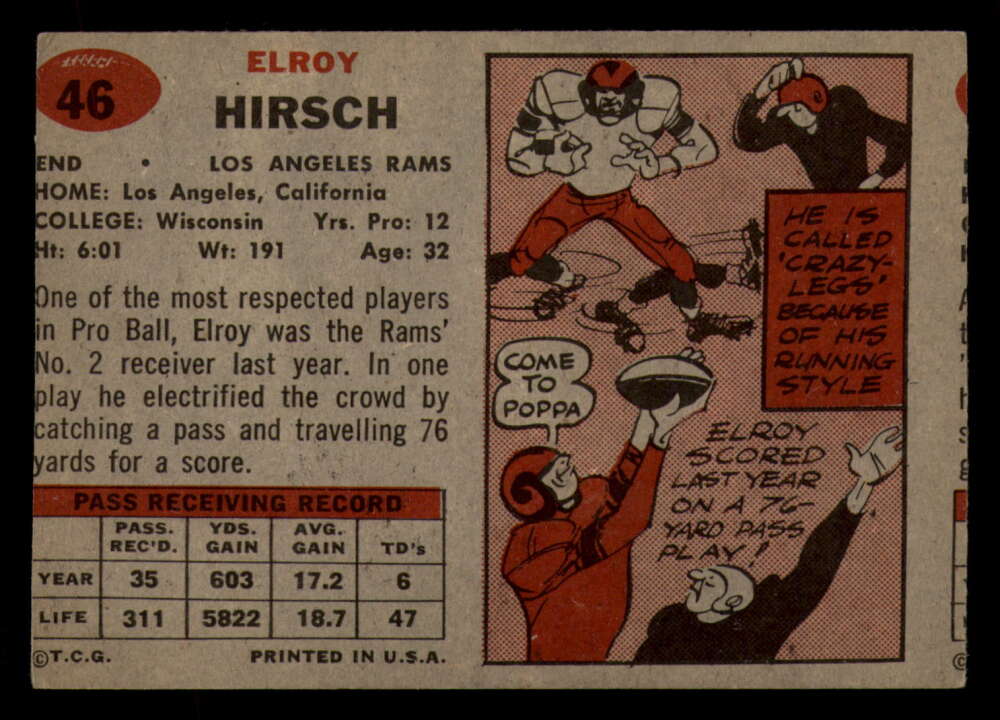 46
ELROY
HIRSCH
END • LOS ANGELES RAMS
HOME: Los Angeles, California
COLLEGE: Wisconsin Yrs. Pro: 12
Ht: 6:01 Wt: 191 Age: 32
One of the most respected players
in Pro Ball, Elroy was the Rams'
No. 2 receiver last year. In one
play he electrified the crowd by
catching a pass and travelling 76
yards for a score.
PASS RECEIVING RECORD
PASS. REC'D. YDS. GAIN AVG. GAIN TD's
YEAR 35 603 17.2 6
LIFE 311 5822 18.7 47
©T.C.G. PRINTED IN U.S.A.
HE IS
CALLED
'CRAZY-
LEGS'
BECAUSE
OF HIS
RUNNING
STYLE
COME
TO
POPPA
ELROY
SCORED
LAST YEAR
ON A 76-
YARD PASS
PLAY!
©